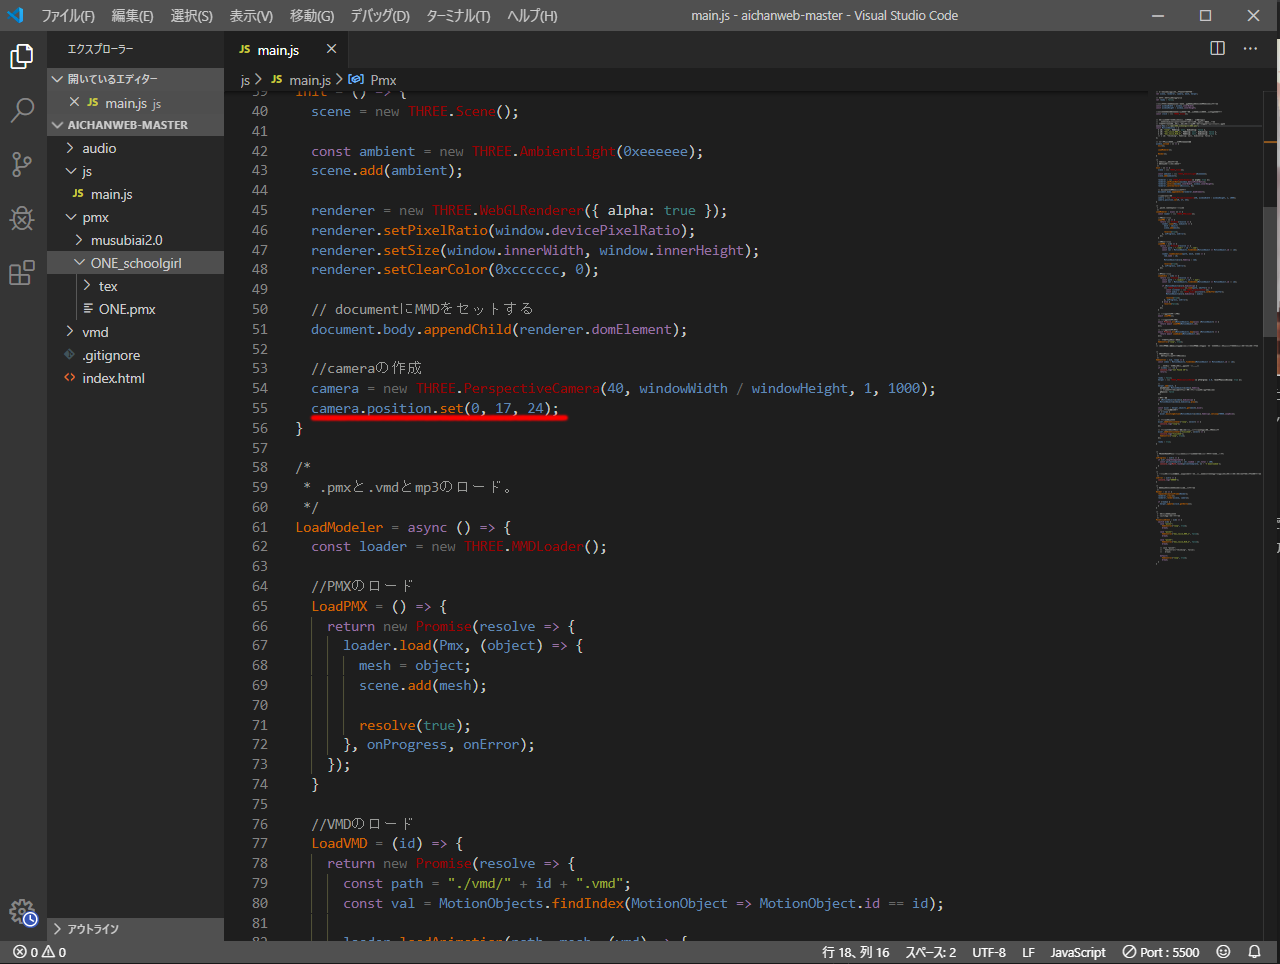 ファイル(F) 編集(E) 選択(S) 表示(V) 移動(G) デバッグ(D) ターミナル(T) ヘルプ(H) main.js - aichanweb-master - Visual Studio Code
エクスプローラー
開いているエディター
JS main.js js
AICHANWEB-MASTER
audio
js
JS main.js
pmx
musubiai2.0
ONE_schoolgirl
tex
ONE.pmx
vmd
.gitignore
index.html
アウトライン
JS main.js
js > JS main.js > Pmx
39 init = () => {
40 scene = new THREE.Scene();
41
42 const ambient = new THREE.AmbientLight(0xeeeeee);
43 scene.add(ambient);
44
45 renderer = new THREE.WebGLRenderer({ alpha: true });
46 renderer.setPixelRatio(window.devicePixelRatio);
47 renderer.setSize(window.innerWidth, window.innerHeight);
48 renderer.setClearColor(0xcccccc, 0);
49
50 // documentにMMDをセットする
51 document.body.appendChild(renderer.domElement);
52
53 //cameraの作成
54 camera = new THREE.PerspectiveCamera(40, windowWidth / windowHeight, 1, 1000);
55 camera.position.set(0, 17, 24);
56 }
57
58 /*
59 * .pmxと.vmdとmp3のロード。
60 */
61 LoadModeler = async () => {
62 const loader = new THREE.MMDLoader();
63
64 //PMXのロード
65 LoadPMX = () => {
66 return new Promise(resolve => {
67 loader.load(Pmx, (object) => {
68 mesh = object;
69 scene.add(mesh);
70
71 resolve(true);
72 }, onProgress, onError);
73 });
74 }
75
76 //VMDのロード
77 LoadVMD = (id) => {
78 return new Promise(resolve => {
79 const path = "./vmd/" + id + ".vmd";
80 const val = MotionObjects.findIndex(MotionObject => MotionObject.id == id);
81
82 loader.loadAnimation(path, mesh, (vmd) => {
0 0 行 18、列 16 スペース: 2 UTF-8 LF JavaScript Port : 5500